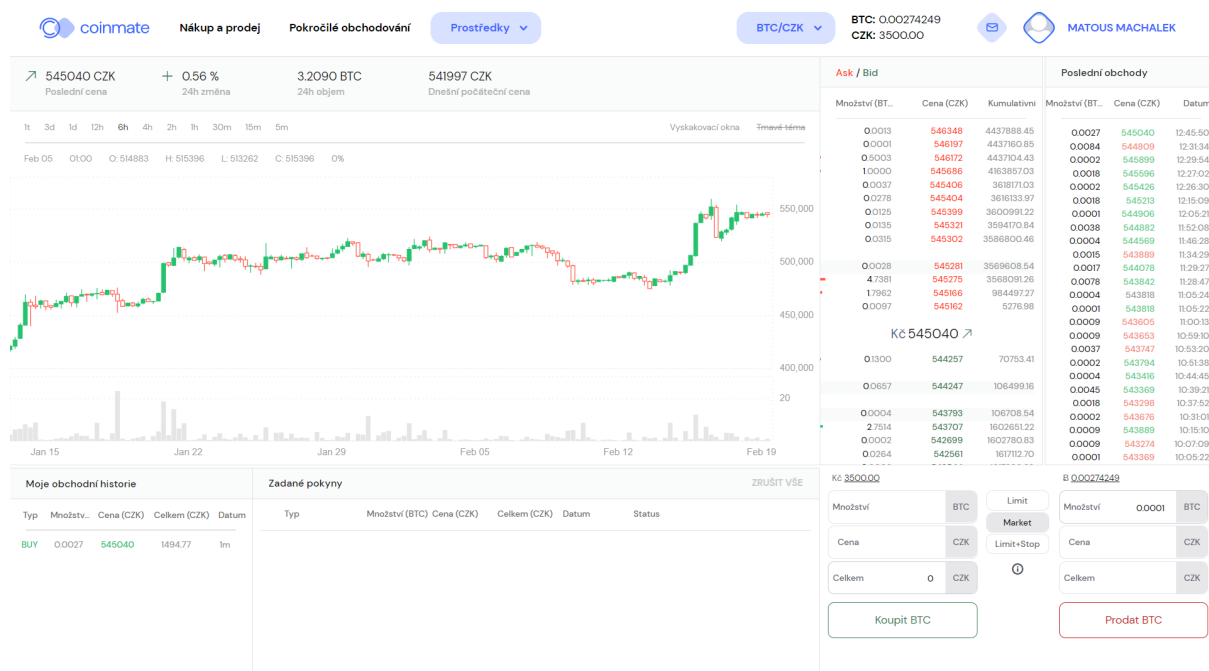 coinmate Nákup a prodej Pokročilé obchodování Prostředky BTC/CZK BTC: 0.00274249 MATOUS MACHALEK
CZK: 3500.00
545040 CZK 0.56 % 3.2090 BTC 541997 CZK
Poslední cena 24h změna 24h objem Dnešní počáteční cena
1t 3d 1d 12h 6h 4h 2h 1h 30m 15m 5m Vyskakovací okna Tmavé téma
Feb 05 01:00 O: 514883 H: 515396 L: 513262 C: 515396 0%
550,000
500,000
450,000
400,000
20
Jan 15 Jan 22 Jan 29 Feb 05 Feb 12 Feb 19
Ask / Bid
Množství (BT... Cena (CZK) Kumulativní
0.0013 546348 4437888.45
0.0001 546197 4437160.85
0.5003 546172 4437104.43
1.0000 545686 4163857.03
0.0037 545406 3618171.03
0.0278 545404 3616133.97
0.0125 545399 3600991.22
0.0135 545321 3594170.84
0.0315 545302 3586800.46
0.0028 545281 3569608.54
4.7381 545275 3568091.26
1.7962 545166 984497.27
0.0097 545162 5276.98
Kč 545040
0.1300 544257 70753.41
0.0657 544247 106499.16
0.0004 543793 106708.54
2.7514 543707 1602651.22
0.0002 542699 1602780.83
0.0264 542561 1617112.70
Poslední obchody
Množství (BT... Cena (CZK) Datum
0.0027 545040 12:45:50
0.0084 544809 12:31:34
0.0002 545899 12:29:54
0.0018 545596 12:27:02
0.0002 545426 12:26:30
0.0018 545213 12:15:09
0.0001 544906 12:05:21
0.0038 544882 11:52:08
0.0004 544569 11:46:28
0.0015 543889 11:34:29
0.0017 544078 11:29:27
0.0078 543842 11:28:47
0.0004 543818 11:05:24
0.0001 543818 11:05:22
0.0009 543605 11:00:13
0.0009 543653 10:59:10
0.0037 543747 10:53:20
0.0002 543794 10:51:38
0.0004 543416 10:44:45
0.0045 543369 10:39:21
0.0018 543298 10:37:52
0.0002 543676 10:31:01
0.0009 543889 10:15:10
0.0009 543274 10:07:09
0.0001 543369 10:05:22
Moje obchodní historie
Typ Množstv... Cena (CZK) Celkem (CZK) Datum
BUY 0.0027 545040 1494.77 1m
Zadané pokyny ZRUŠIT VŠE
Typ Množství (BTC) Cena (CZK) Celkem (CZK) Datum Status
Kč 3500.00
Množství BTC
Cena CZK
Celkem 0 CZK
Koupit BTC
Limit
Market
Limit+Stop
Ƀ 0.00274249
Množství 0.0001 BTC
Cena CZK
Celkem CZK
Prodat BTC